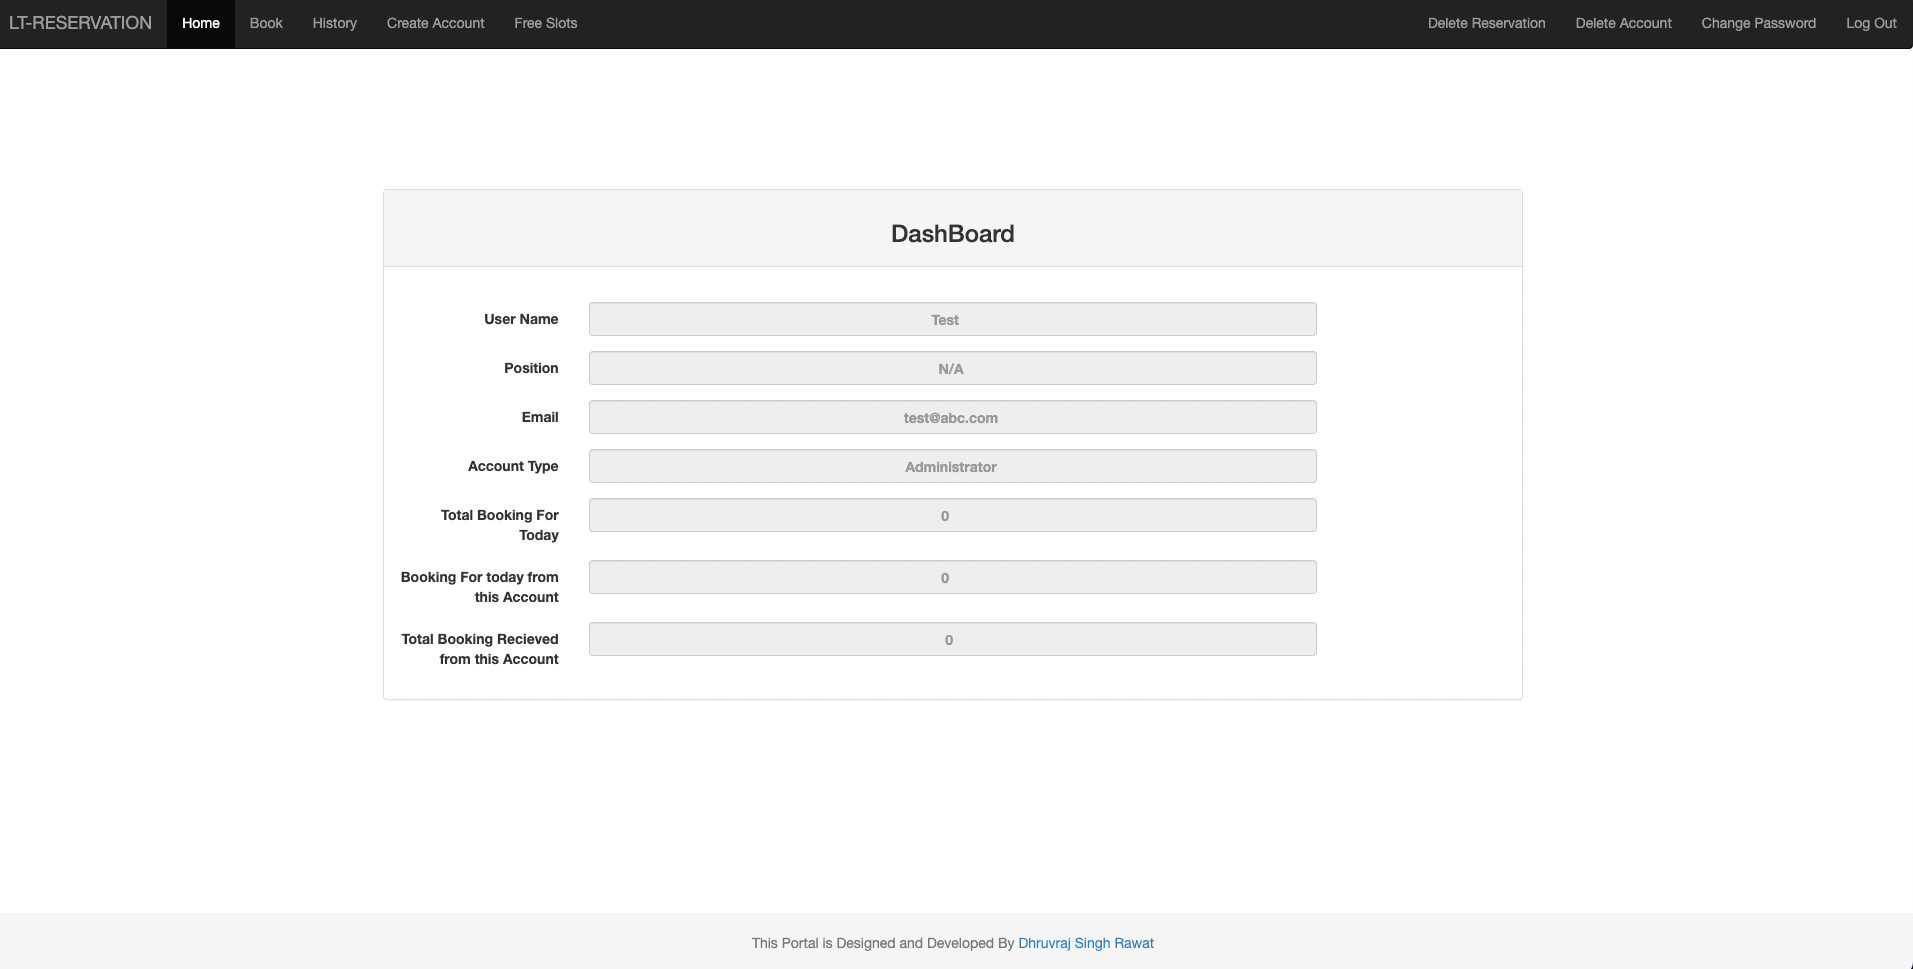 LT-RESERVATION Home Book History Create Account Free Slots Delete Reservation Delete Account Change Password Log Out
DashBoard
User Name Test
Position N/A
Email test@abc.com
Account Type Administrator
Total Booking For 0
Today
Booking For today from 0
this Account
Total Booking Recieved 0
from this Account
This Portal is Designed and Developed By Dhruvraj Singh Rawat